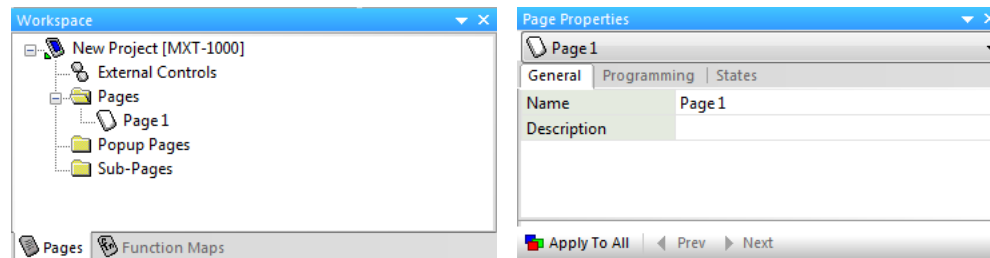 Workspace
New Project [MXT-1000]
External Controls
Pages
Page 1
Popup Pages
Sub-Pages
Pages Function Maps
Page Properties
Page 1
General Programming States
Name Page 1
Description
Apply To All Prev Next